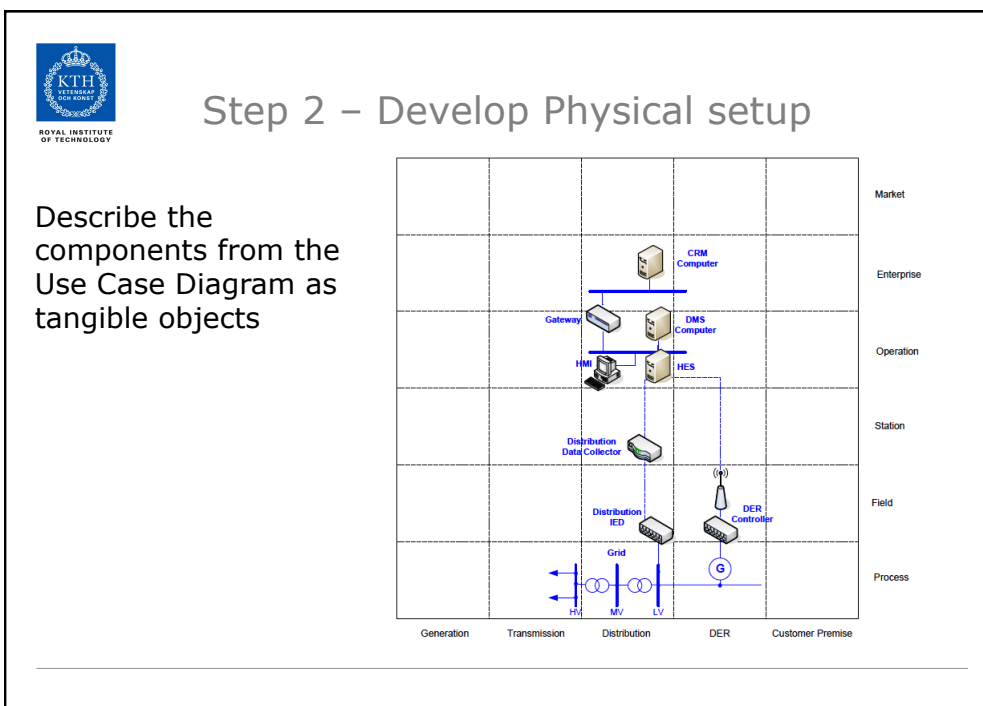 KTH
VETENSKAP
OCH KONST
ROYAL INSTITUTE
OF TECHNOLOGY
Step 2 – Develop Physical setup
Describe the
components from the
Use Case Diagram as
tangible objects
Market
CRM
Computer
Enterprise
Gateway
DMS
Computer
Operation
HMI
HES
Station
Distribution
Data Collector
Field
Distribution
IED
DER
Controller
Grid
G
Process
HV
MV
LV
Generation
Transmission
Distribution
DER
Customer Premise